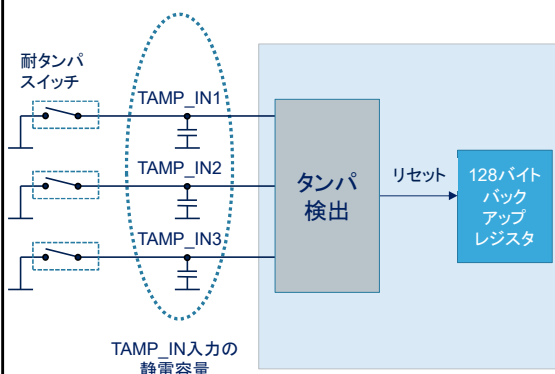 耐タンパ
スイッチ
TAMP_IN1
TAMP_IN2
TAMP_IN3
タンパ
検出
リセット
128バイト
バック
アップ
レジスタ
TAMP_IN入力の
静電容量